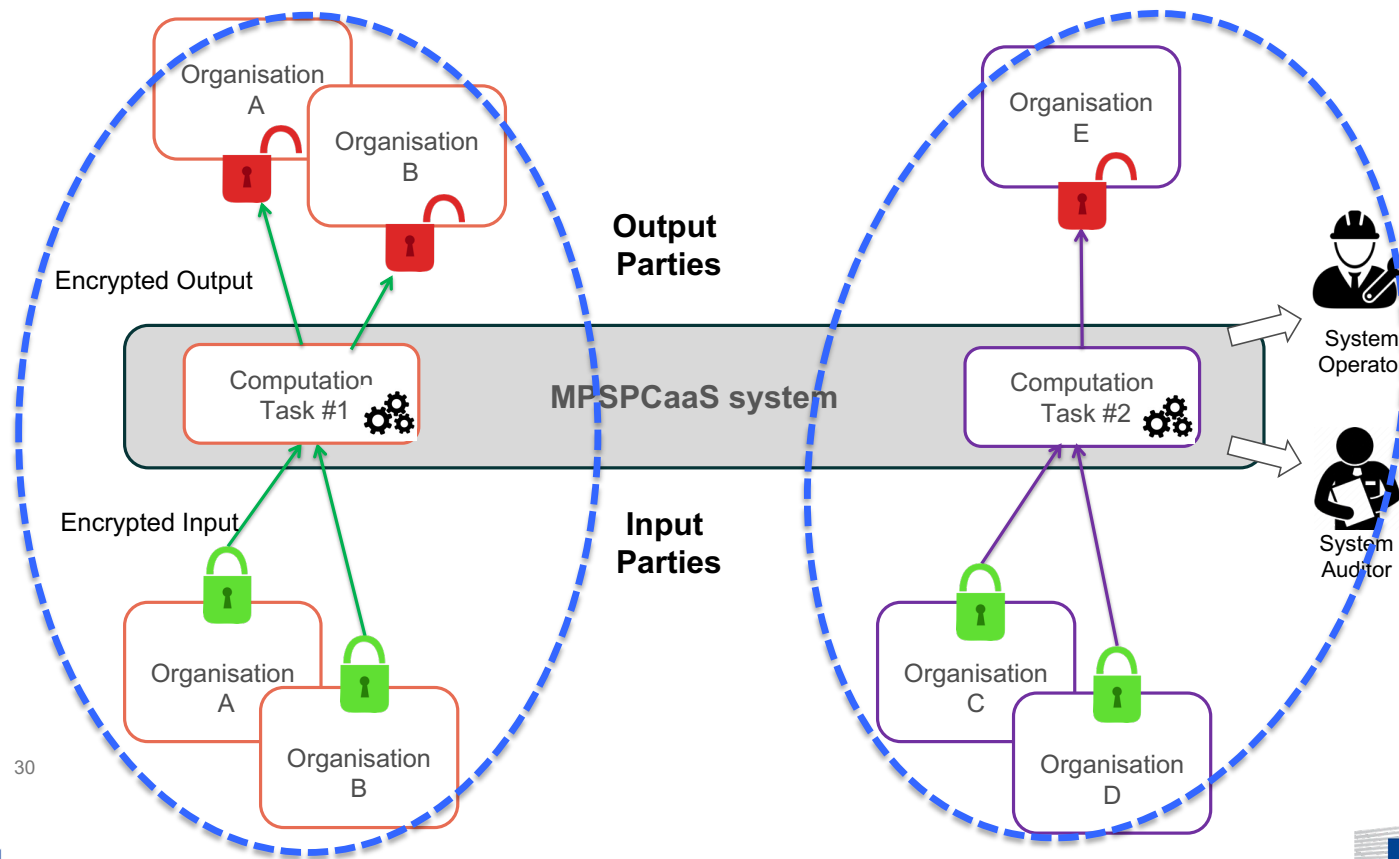 Organisation
A
Organisation
B
Organisation
E
Output
Parties
Encrypted Output
System
Operato
Computation
Task #1
MPSPCaaS system
Computation
Task #2
Encrypted Input
Input
Parties
System
Auditor
Organisation
A
Organisation
B
Organisation
C
Organisation
D
30